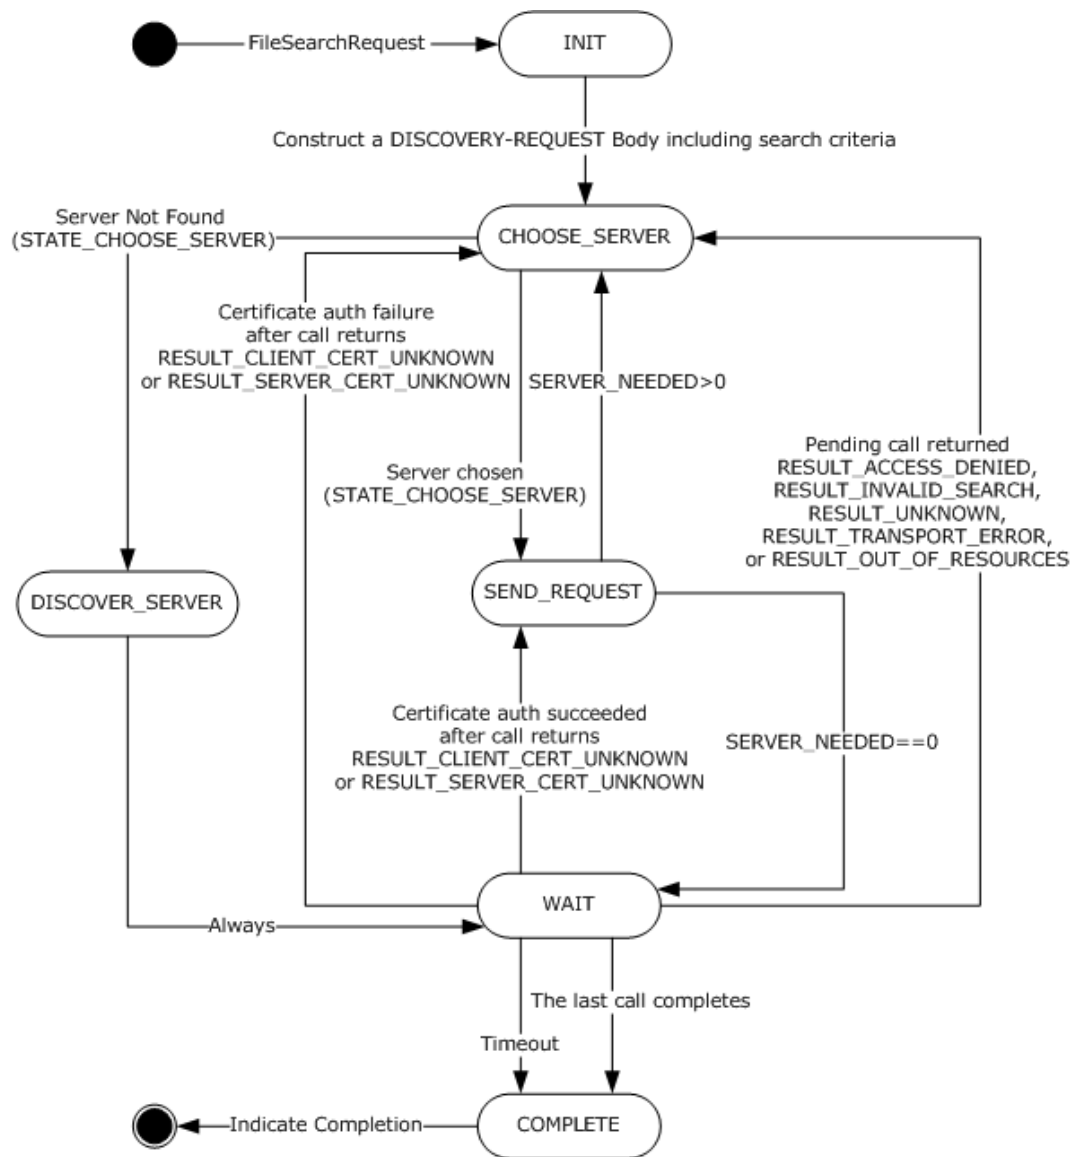 FileSearchRequest
INIT
Construct a DISCOVERY-REQUEST Body including search criteria
Server Not Found
(STATE_CHOOSE_SERVER)
CHOOSE_SERVER
Certificate auth failure
after call returns
RESULT_CLIENT_CERT_UNKNOWN
or RESULT_SERVER_CERT_UNKNOWN
SERVER_NEEDED>0
Server chosen
(STATE_CHOOSE_SERVER)
Pending call returned
RESULT_ACCESS_DENIED,
RESULT_INVALID_SEARCH,
RESULT_UNKNOWN,
RESULT_TRANSPORT_ERROR,
or RESULT_OUT_OF_RESOURCES
DISCOVER_SERVER
SEND_REQUEST
Certificate auth succeeded
after call returns
RESULT_CLIENT_CERT_UNKNOWN
or RESULT_SERVER_CERT_UNKNOWN
SERVER_NEEDED==0
WAIT
Always
The last call completes
Timeout
Indicate Completion
COMPLETE